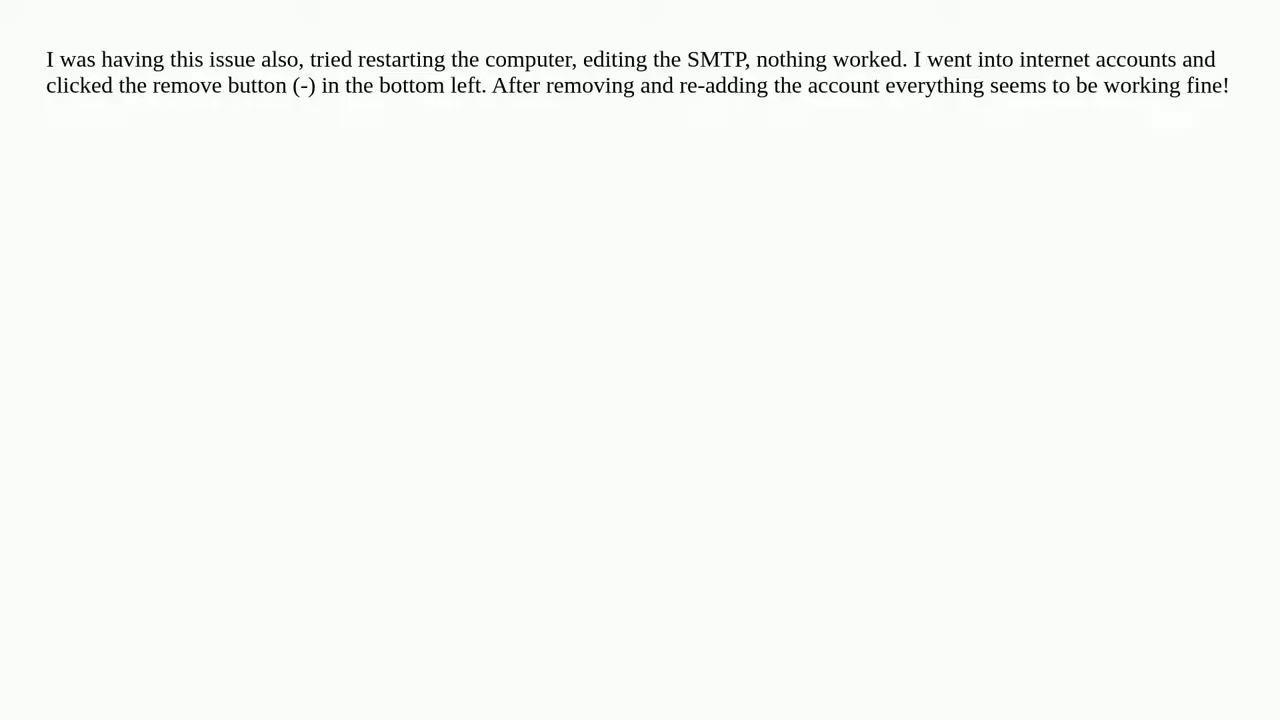 I was having this issue also, tried restarting the computer, editing the SMTP, nothing worked. I went into internet accounts and
clicked the remove button (-) in the bottom left. After removing and re-adding the account everything seems to be working fine!